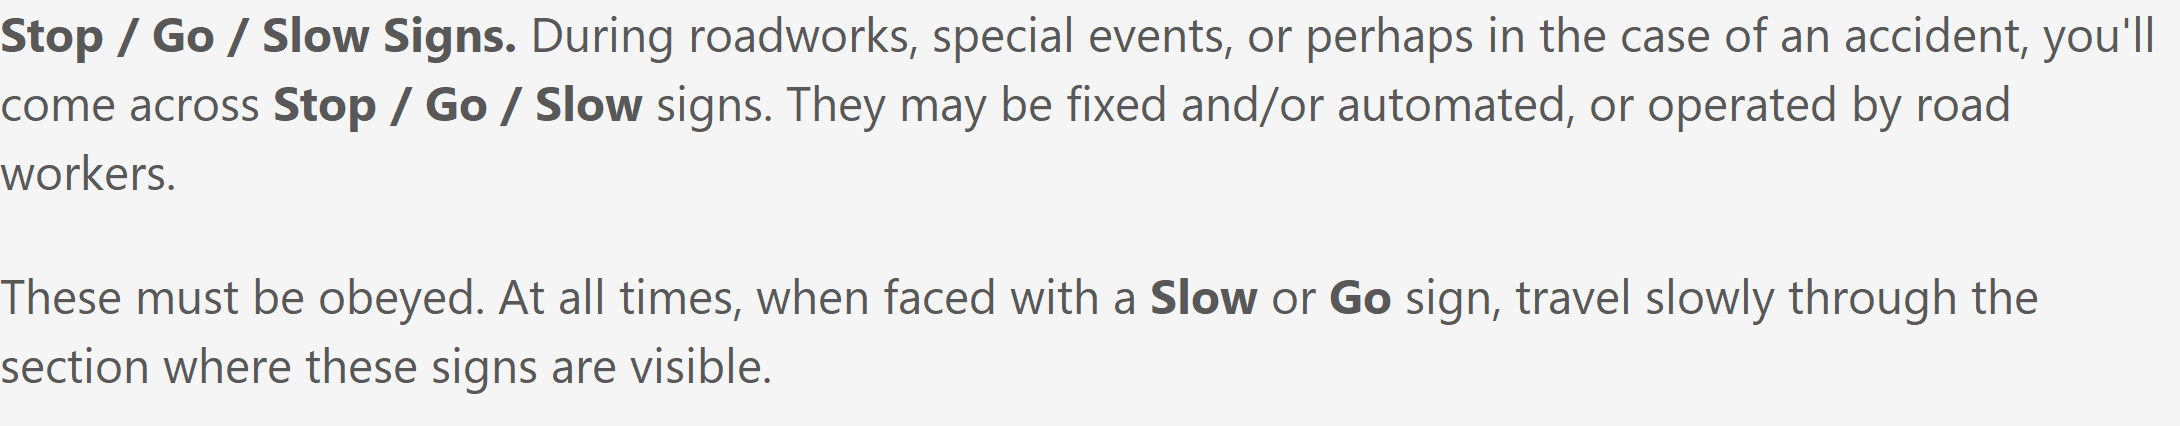 Stop / Go / Slow Signs. During roadworks, special events, or perhaps in the case of an accident, you'll
come across Stop / Go / Slow signs. They may be fixed and/or automated, or operated by road
workers.
These must be obeyed. At all times, when faced with a Slow or Go sign, travel slowly through the
section where these signs are visible.